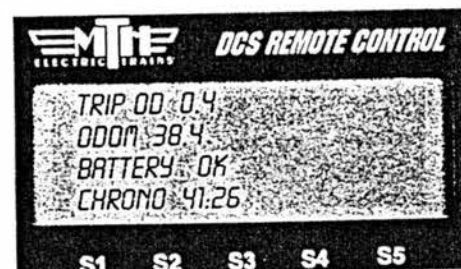 MTH
ELECTRIC TRAINS
DCS REMOTE CONTROL
TRIP OD 0.4
ODOM 38.4
BATTERY OK
CHRONO 41:26
S1 S2 S3 S4 S5